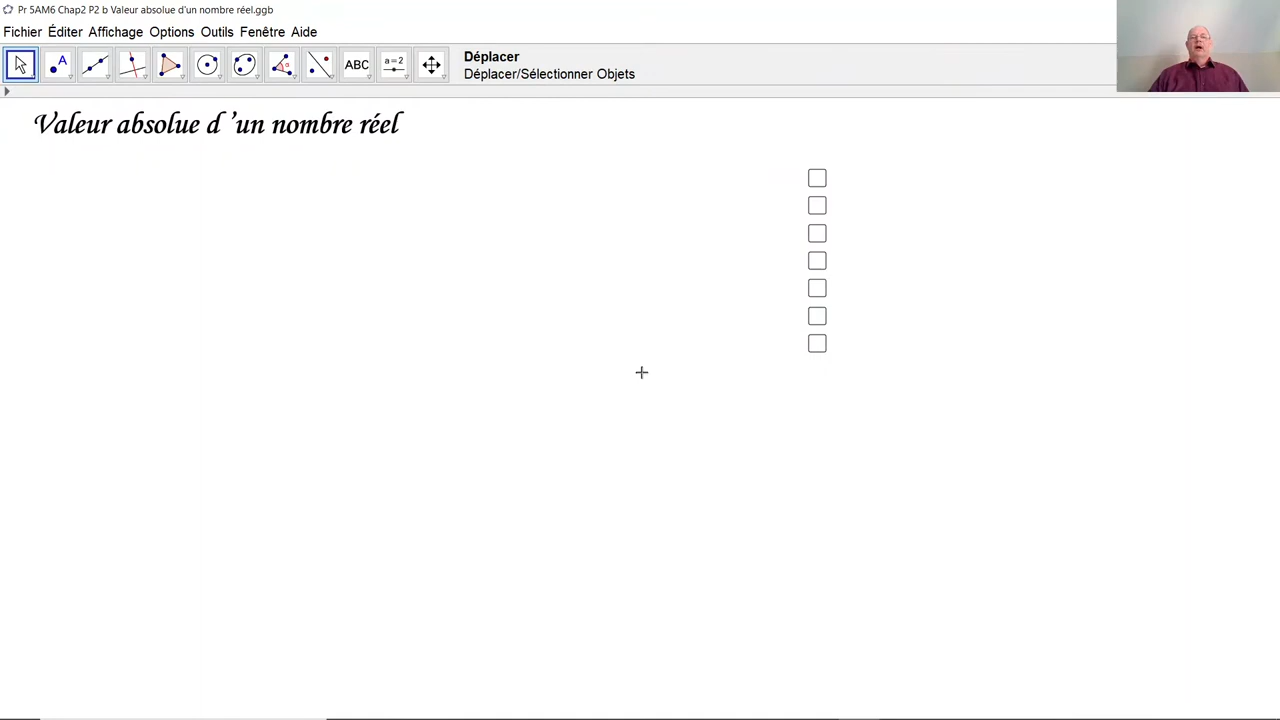 Pr 5AM6 Chap2 P2 b Valeur absolue d'un nombre réel.ggb
Fichier Éditer Affichage Options Outils Fenêtre Aide
A
ABC
a=2
Déplacer
Déplacer/Sélectionner Objets
Valeur absolue d 'un nombre réel